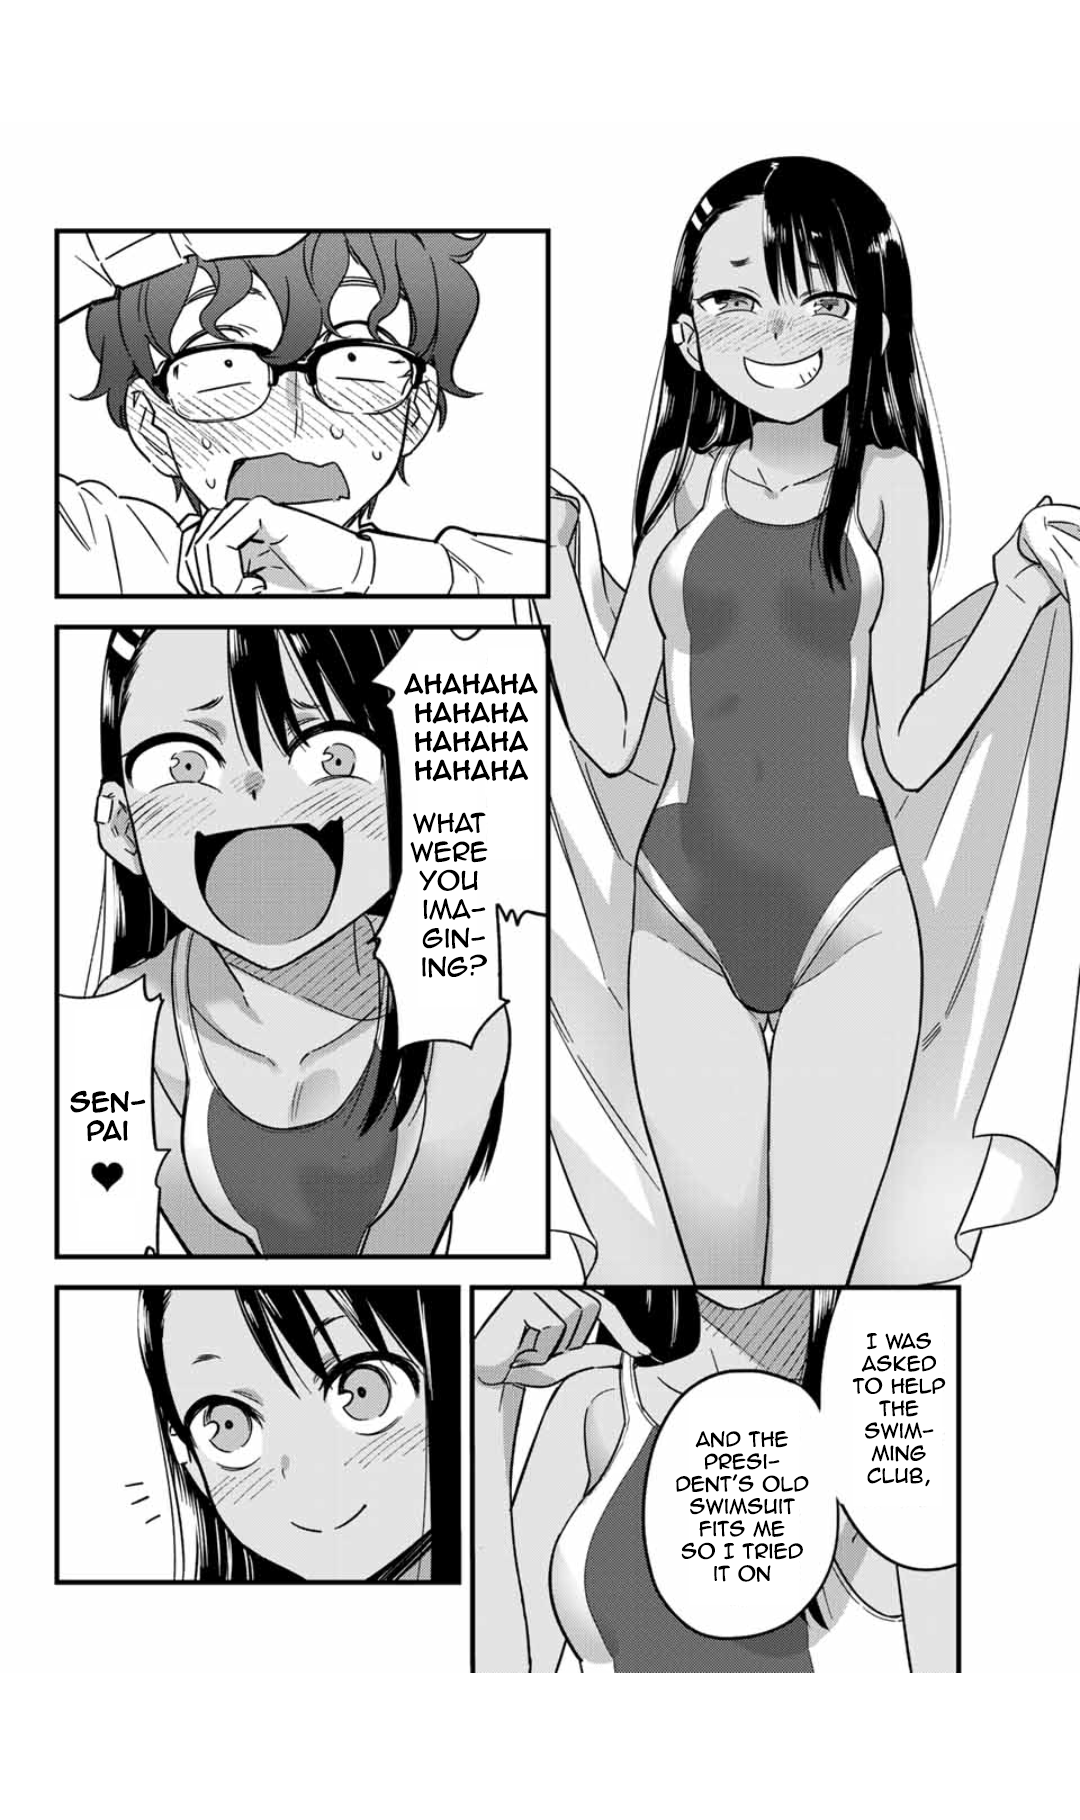 AHAHAHA
HAHAHA
HAHAHA
HAHAHA
WHAT
WERE
YOU
IMA-
GIN-
ING?
SEN-
PAI
♥
I WAS
ASKED
TO HELP
THE
SWIM-
MING
CLUB,
AND THE
PRESI-
DENT'S OLD
SWIMSUIT
FITS ME
SO I TRIED
IT ON